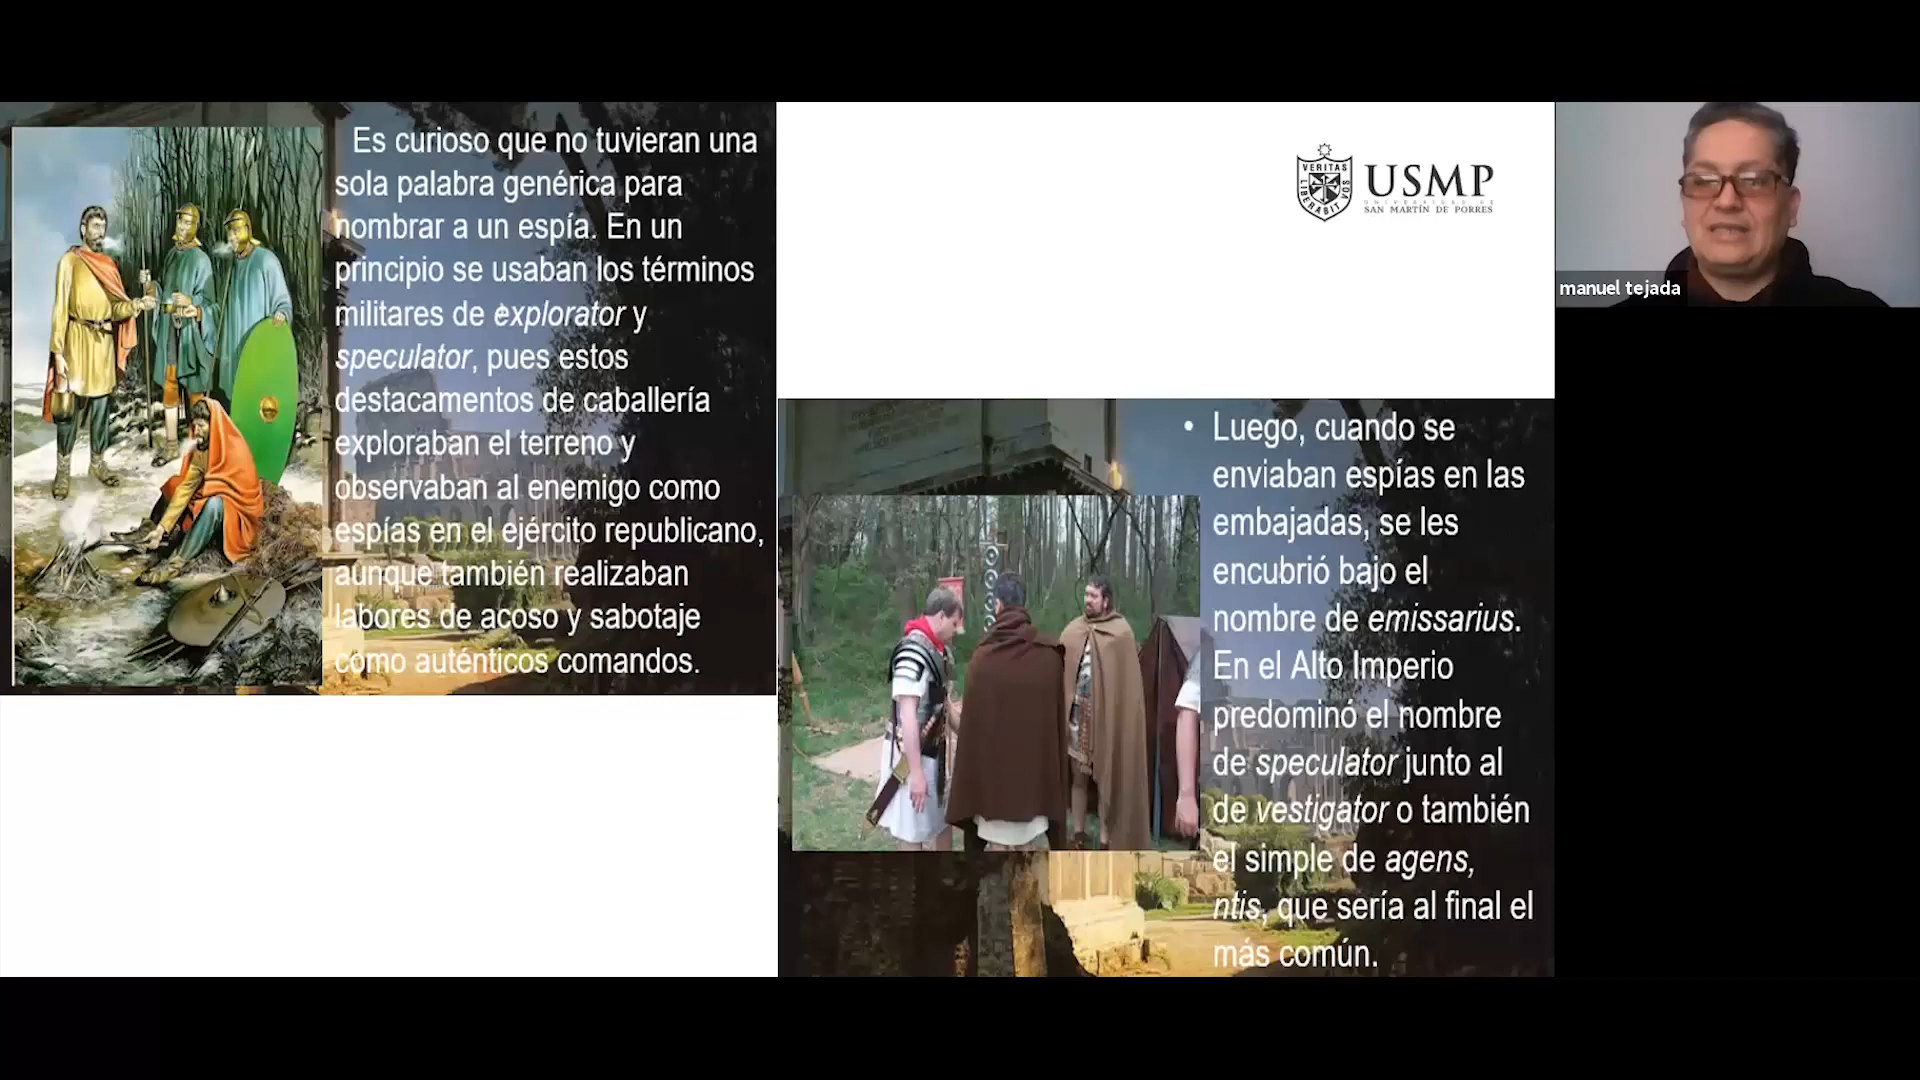 Es curioso que no tuvieran una
sola palabra genérica para
nombrar a un espía. En un
principio se usaban los términos
militares de explorator y
speculator, pues estos
destacamentos de caballería
exploraban el terreno y
observaban al enemigo como
espías en el ejército republicano,
aunque también realizaban
labores de acoso y sabotaje
como auténticos comandos.
VERITAS
LIBERABIT VOS
USMP
UNIVERSIDAD DE
SAN MARTÍN DE PORRES
• Luego, cuando se
enviaban espías en las
embajadas, se les
encubrió bajo el
nombre de emissarius.
En el Alto Imperio
predominó el nombre
de speculator junto al
de vestigator o también
el simple de agens,
ntis, que sería al final el
más común.
manuel tejada